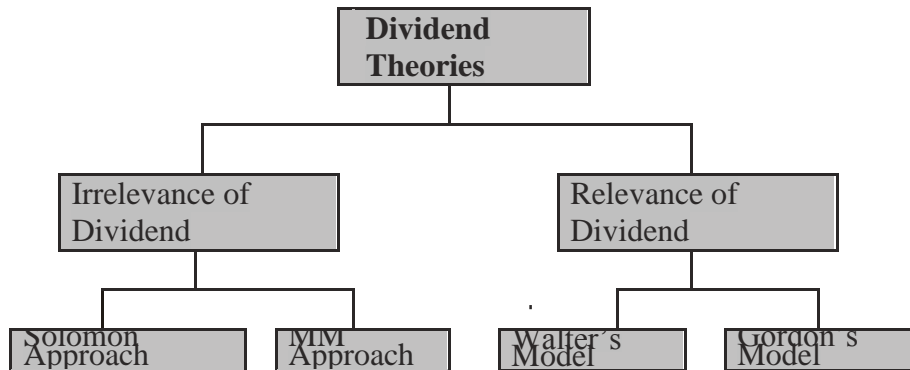 Dividend
Theories
Irrelevance of
Dividend
Relevance of
Dividend
Solomon
Approach
MM
Approach
Walter's
Model
Gordon's
Model